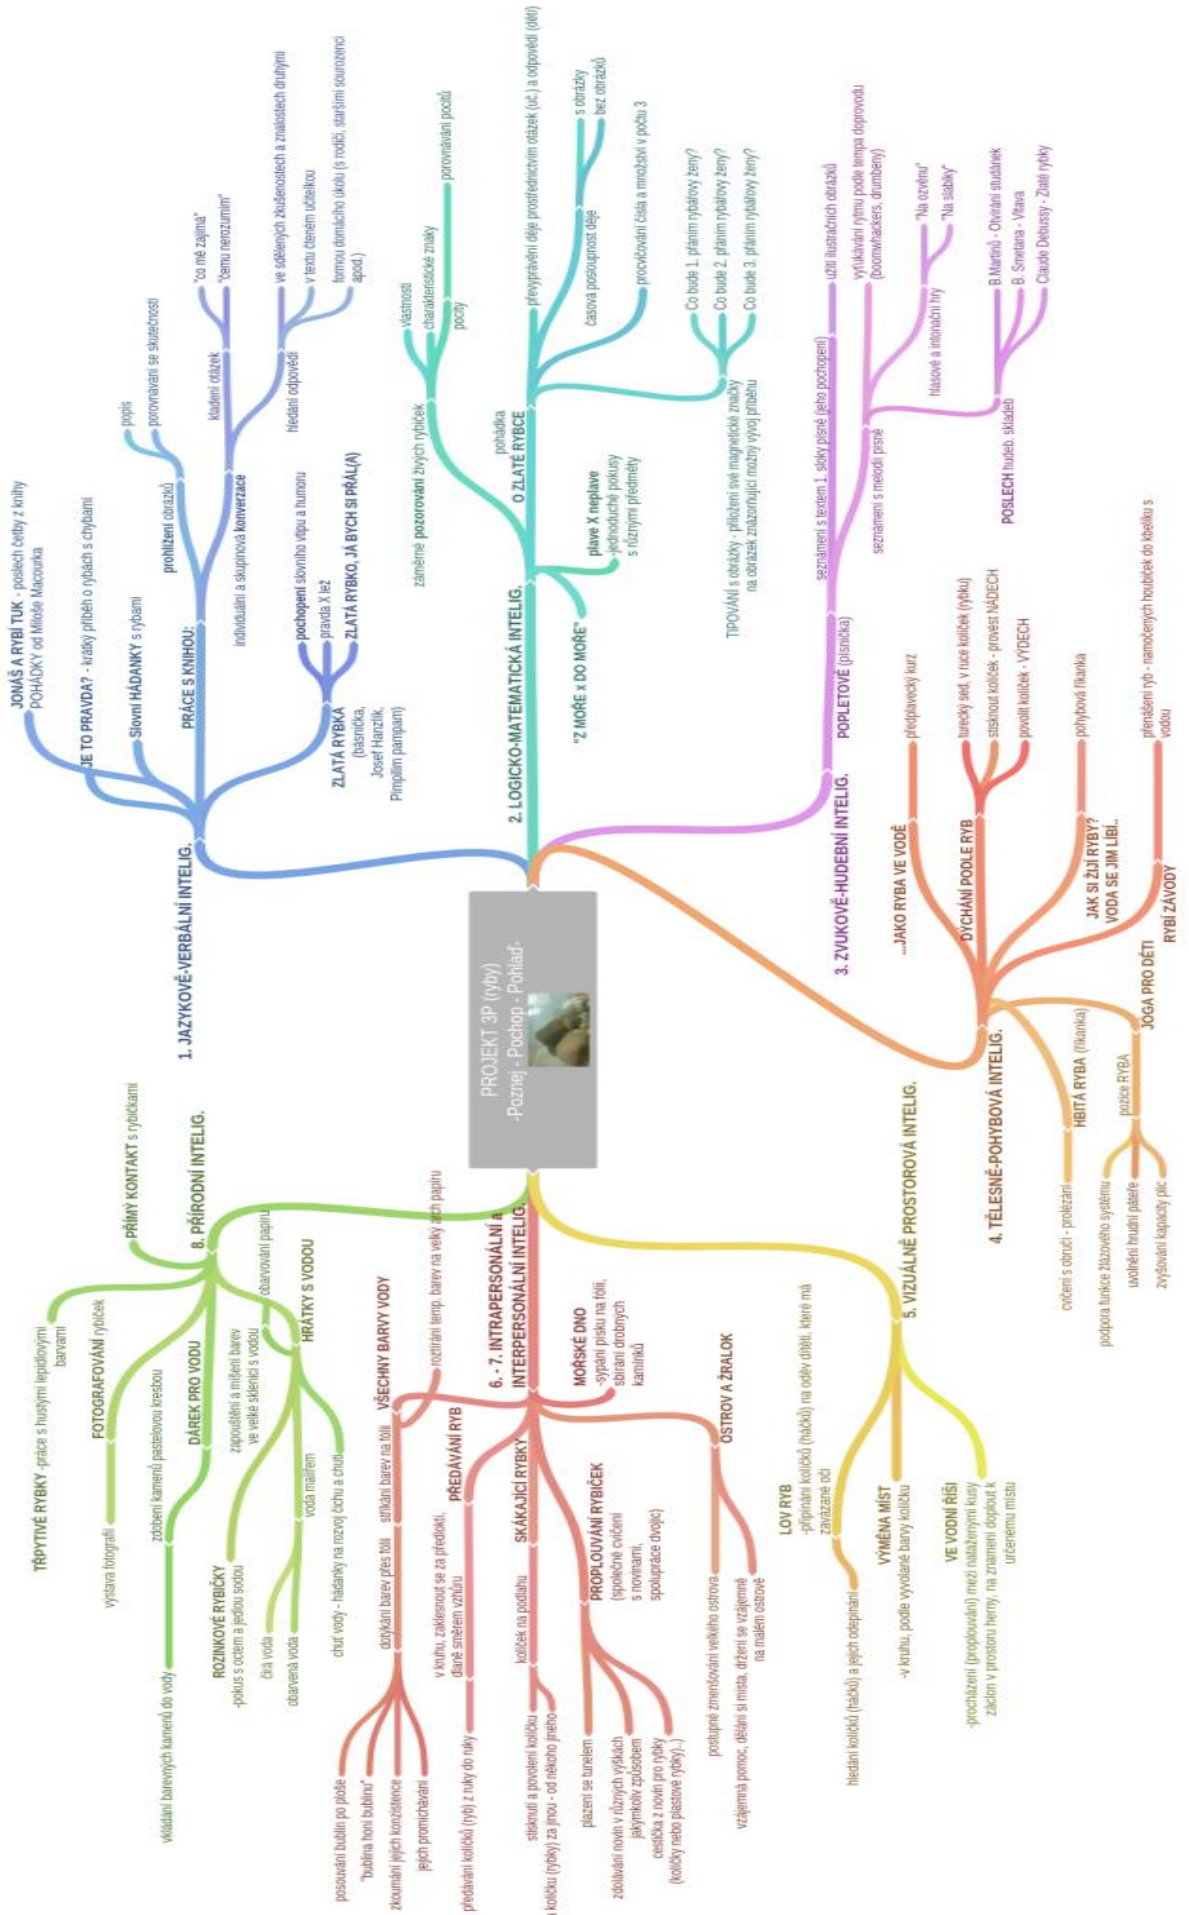 PROJEKT 3P (ryby)
-Poznej - Pochop - Pohlaď-
1. JAZYKOVĚ-VERBÁLNÍ INTELIG.
JONÁŠ A RYBÍ TUK - poslech četby z knihy
POHÁDKY od Miloše Macourka
JE TO PRAVDA? - krátký příběh o rybách s chybami
Slovní HÁDANKY s rybami
PRÁCE S KNIHOU:
prohlížení obrázků
popis
porovnávání se skutečností
individuální a skupinová konverzace
kladení otázek
"co mě zajímá"
"čemu nerozumím"
hledání odpovědí
ve sdělených zkušenostech a znalostech druhými
v textu čteném učitelkou
formou domácího úkolu (s rodiči, staršími sourozenci
apod.)
ZLATÁ RYBKA
(básnička,
Josef Hanzlík,
Pimpilim pampam)
pochopení slovního vtipu a humoru
pravda X lež
ZLATÁ RYBKO, JÁ BYCH SI PŘÁL(A)
2. LOGICKO-MATEMATICKÁ INTELIG.
záměrné pozorování živých rybiček
vlastnosti
charakteristické znaky
pocity
porovnávání pocitů
pohádka
O ZLATÉ RYBCE
převyprávění děje prostřednictvím otázek (uč.) a odpovědí (děti)
časová posloupnost děje
s obrázky
bez obrázků
procvičování čísla a množství v počtu 3
TIPOVÁNÍ s obrázky - přiložení své magnetické značky
na obrázek znázorňující možný vývoj příběhu
Co bude 1. přáním rybářovy ženy?
Co bude 2. přáním rybářovy ženy?
Co bude 3. přáním rybářovy ženy?
plave X neplave
-jednoduché pokusy
s různými předměty
"Z MOŘE x DO MOŘE"
3. ZVUKOVĚ-HUDEBNÍ INTELIG.
POPLETOVÉ (písnička)
seznámení s textem 1. sloky písně (jeho pochopení)
užití ilustračních obrázků
seznámení s melodií písně
vyťukávání rytmu podle tempa doprovodu
(boomwhackers, drumbeny)
hlasové a intonační hry
"Na ozvěnu"
"Na slabiky"
POSLECH hudeb. skladeb
B.Martinů - Otvírání studánek
B. Smetana - Vltava
Claude Debussy - Zlaté rybky
4. TĚLESNĚ-POHYBOVÁ INTELIG.
...JAKO RYBA VE VODĚ
předplavecký kurz
DÝCHÁNÍ PODLE RYB
turecký sed, v ruce kolíček (rybku)
stisknout kolíček - provést NÁDECH
povolit kolíček - VÝDECH
JAK SI ŽIJÍ RYBY?
VODA SE JIM LÍBÍ..
pohybová říkanka
RYBÍ ZÁVODY
přenášení ryb - namočených houbiček do kbelíku s
vodou
JÓGA PRO DĚTI
pozice RYBA
podpora funkce žlázového systému
uvolnění hrudní páteře
zvyšování kapacity plic
HBITÁ RYBA (říkanka)
cvičení s obručí - prolézání
5. VIZUÁLNĚ PROSTOROVÁ INTELIG.
LOV RYB
-připínání kolíčků (háčků) na oděv dítěti, které má
zavázané oči
hledání kolíčků (háčků) a jejich odepínání
VÝMĚNA MÍST
-v kruhu, podle vyvolané barvy kolíčku
VE VODNÍ ŘÍŠI
-procházení (proplouvání) mezi nataženými kusy
záclon v prostoru herny, na znamení doplout k
určenému místu
6. - 7. INTRAPERSONÁLNÍ a
INTERPERSONÁLNÍ INTELIG.
VŠECHNY BARVY VODY
roztírání temp. barev na velký arch papíru
stříkání barev na fólii
dotýkání barev přes fólii
posouvání bublin po ploše
"bublina honí bublinu"
zkoumání jejich konzistence
jejich promíchávání
PŘEDÁVÁNÍ RYB
v kruhu, zaklesnout se za předloktí,
dlaně směrem vzhůru
předávání kolíčků (ryb) z ruky do ruky
SKÁKAJÍCÍ RYBKY
kolíček na podlahu
stisknutí a povolení kolíčku
kolíčku (rybky) za jinou - od někoho jiného
PROPLOUVÁNÍ RYBIČEK
(společné cvičení
s novinami,
spolupráce dvojic)
plazení se tunelem
zdolávání novin v různých výškách
jakýmkoliv způsobem
cestička z novin pro rybky
(kolíčky nebo plastové rybky)..)
MOŘSKÉ DNO
-sypání písku na fólii,
sbírání drobných
kamínků
OSTROV A ŽRALOK
postupné zmenšování velkého ostrova
vzájemná pomoc, dělání si místa, držení se vzájemně
na malém ostrově
8. PŘÍRODNÍ INTELIG.
PŘÍMÝ KONTAKT s rybičkami
TŘPYTIVÉ RYBKY -práce s hustými lepidlovými
barvami
FOTOGRAFOVÁNÍ rybiček
výstava fotografií
DÁREK PRO VODU
zdobení kamenů pastelovou kresbou
vkládání barevných kamenů do vody
HRÁTKY S VODOU
obarvování papíru
zapouštění a míšení barev
ve velké sklenici s vodou
ROZINKOVÉ RYBIČKY
-pokus s octem a jedlou sodou
voda malířem
čirá voda
obarvená voda
chuť vody - hádanky na rozvoj čichu a chuti